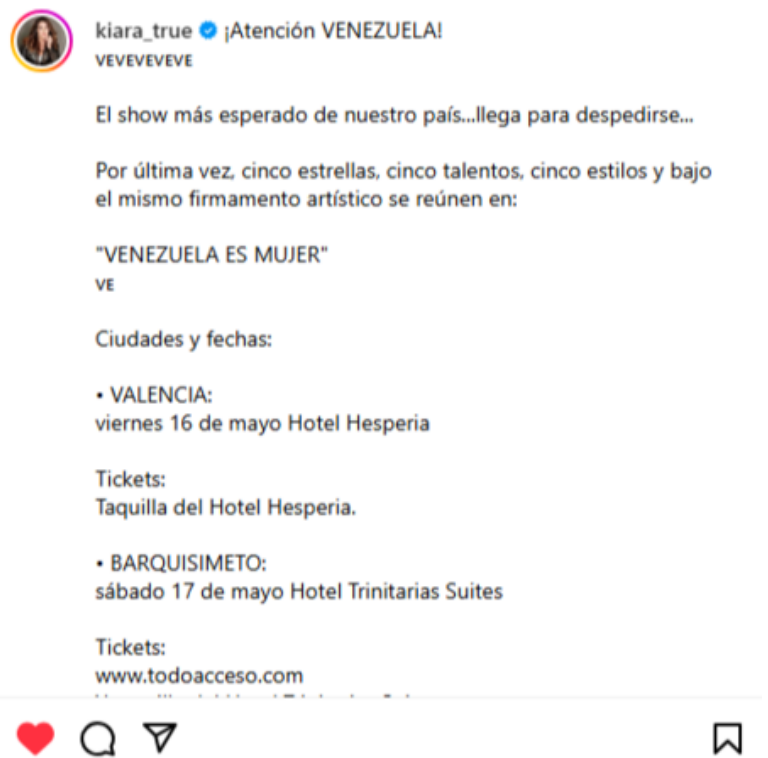 kiara_true ¡Atención VENEZUELA!
VEVEVEVEVE
El show más esperado de nuestro país...llega para despedirse...
Por última vez, cinco estrellas, cinco talentos, cinco estilos y bajo
el mismo firmamento artístico se reúnen en:
"VENEZUELA ES MUJER"
VE
Ciudades y fechas:
• VALENCIA:
viernes 16 de mayo Hotel Hesperia
Tickets:
Taquilla del Hotel Hesperia.
• BARQUISIMETO:
sábado 17 de mayo Hotel Trinitarias Suites
Tickets:
www.todoacceso.com